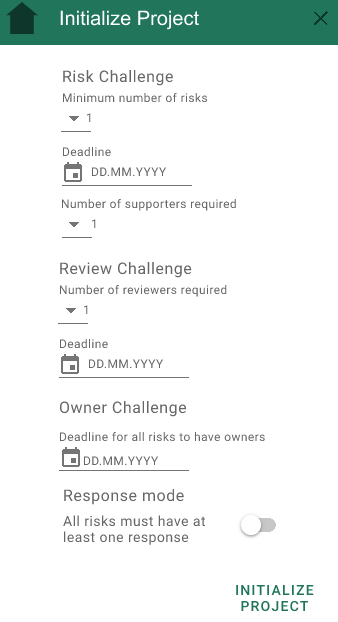 Initialize Project
Risk Challenge
Minimum number of risks
1
Deadline
DD.MM.YYYY
Number of supporters required
1
Review Challenge
Number of reviewers required
1
Deadline
DD.MM.YYYY
Owner Challenge
Deadline for all risks to have owners
DD.MM.YYYY
Response mode
All risks must have at
least one response
INITIALIZE
PROJECT